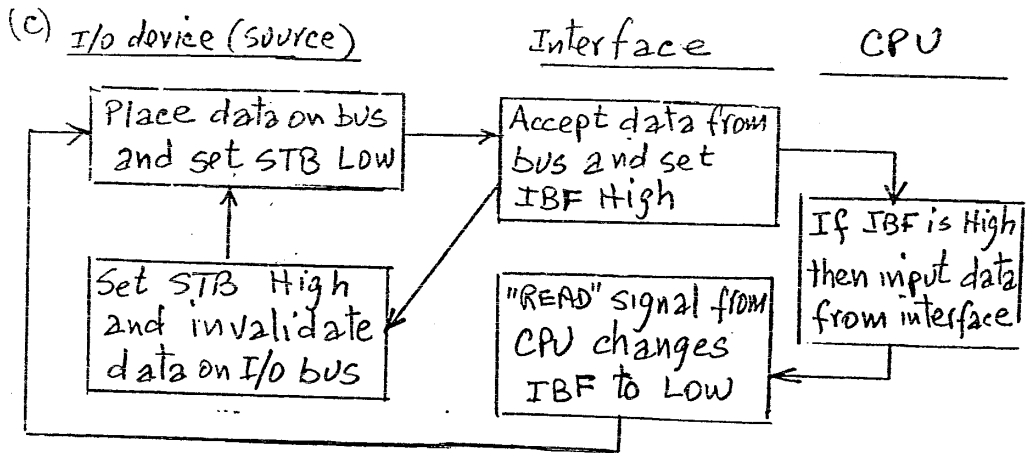 (c) I/o device (source)
Interface
CPU
Place data on bus
and set STB Low
Accept data from
bus and set
IBF High
If IBF is High
then input data
from interface
Set STB High
and invalidate
data on I/o bus
"READ" signal from
CPU changes
IBF to Low